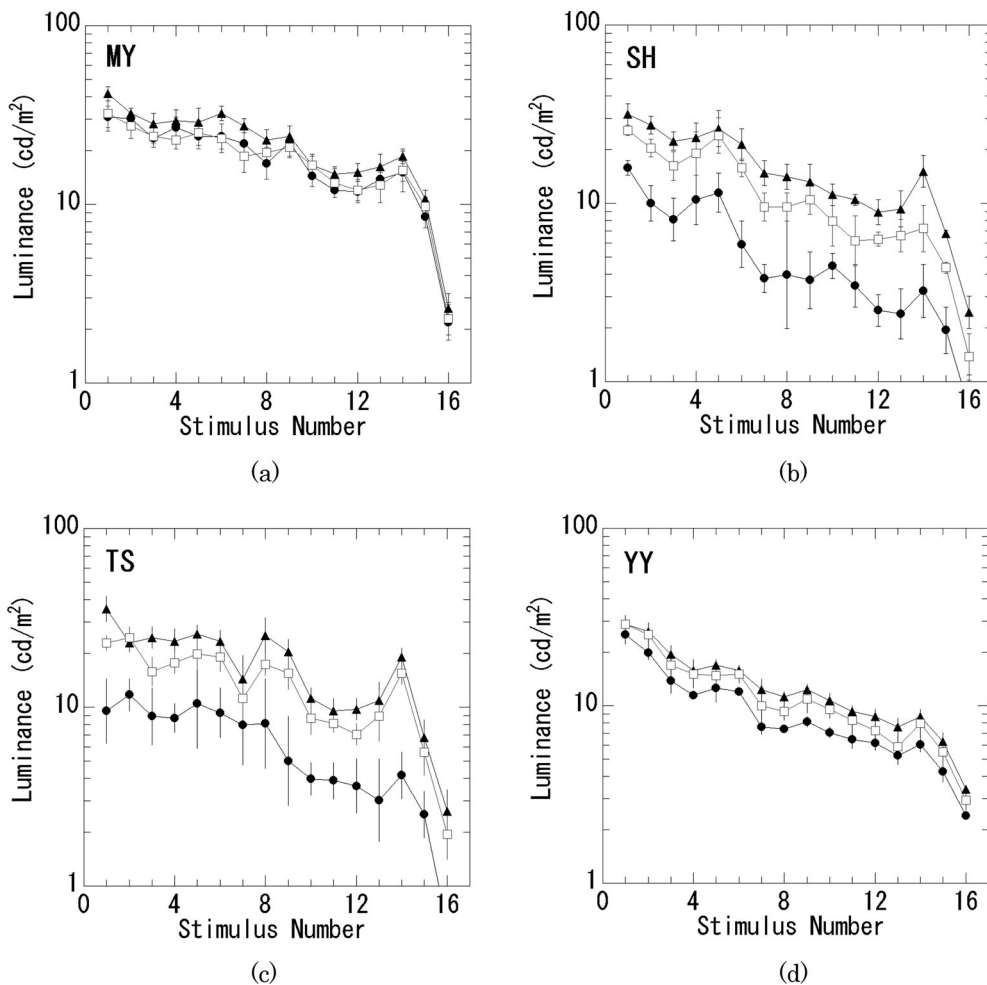 100
MY
10
1
Luminance (cd/m²)
0 4 8 12 16
Stimulus Number
(a)
100
SH
10
1
Luminance (cd/m²)
0 4 8 12 16
Stimulus Number
(b)
100
TS
10
1
Luminance (cd/m²)
0 4 8 12 16
Stimulus Number
(c)
100
YY
10
1
Luminance (cd/m²)
0 4 8 12 16
Stimulus Number
(d)